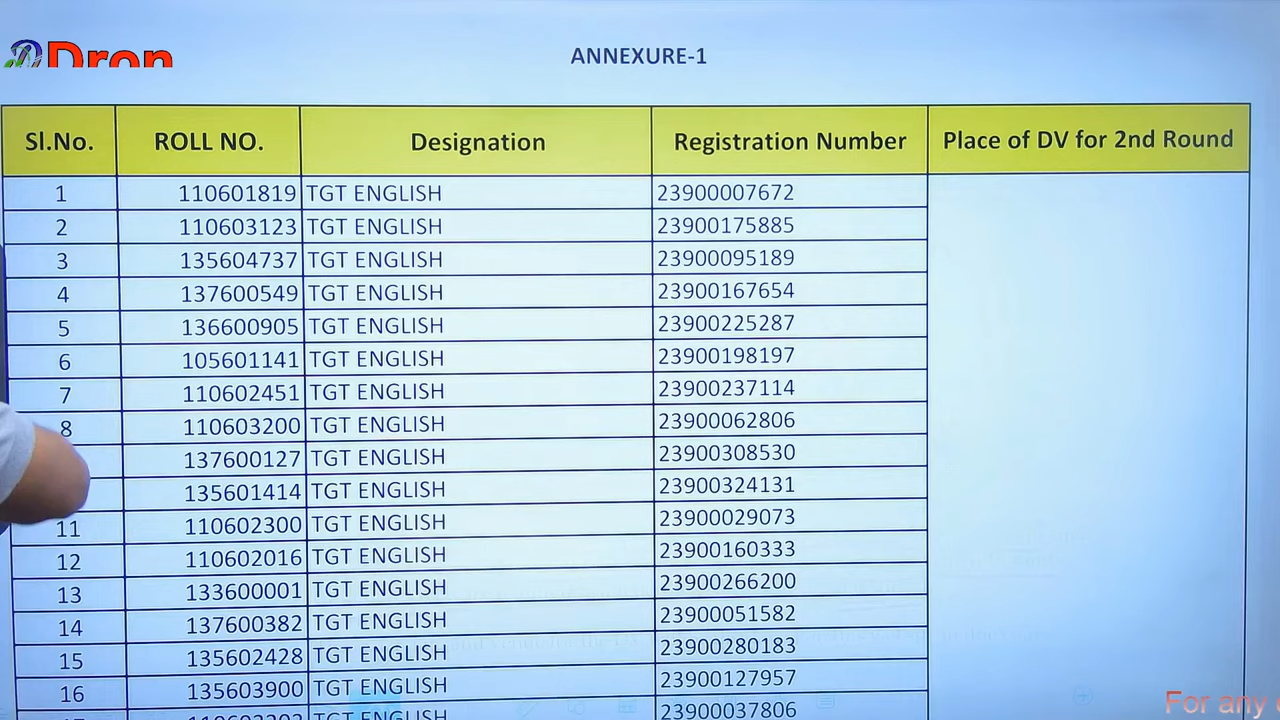 Dron
ANNEXURE-1
Sl.No. ROLL NO. Designation Registration Number Place of DV for 2nd Round
1 110601819 TGT ENGLISH 23900007672
2 110603123 TGT ENGLISH 23900175885
3 135604737 TGT ENGLISH 23900095189
4 137600549 TGT ENGLISH 23900167654
5 136600905 TGT ENGLISH 23900225287
6 105601141 TGT ENGLISH 23900198197
7 110602451 TGT ENGLISH 23900237114
8 110603200 TGT ENGLISH 23900062806
137600127 TGT ENGLISH 23900308530
135601414 TGT ENGLISH 23900324131
11 110602300 TGT ENGLISH 23900029073
12 110602016 TGT ENGLISH 23900160333
13 133600001 TGT ENGLISH 23900266200
14 137600382 TGT ENGLISH 23900051582
15 135602428 TGT ENGLISH 23900280183
16 135603900 TGT ENGLISH 23900127957
TGT ENGLISH 23900037806
For any